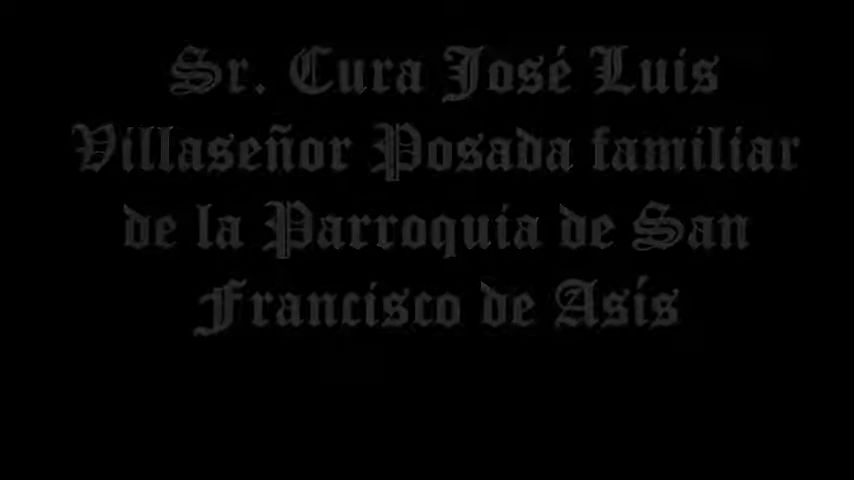 Sr. Cura José Luis
Villaseñor Posada familiar
de la Parroquia de San
Francisco de Asís